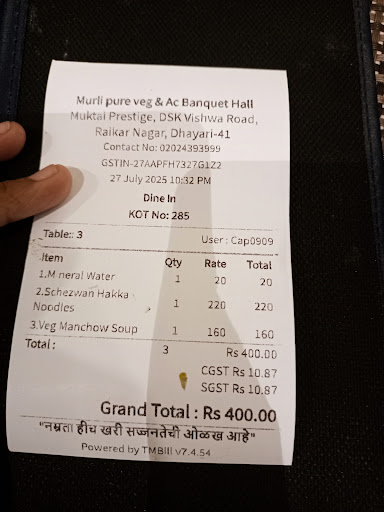 Murli pure veg & Ac Banquet Hall
Muktai Prestige, DSK Vishwa Road,
Raikar Nagar, Dhayari-41
Contact No: 02024393999
GSTIN-27AAPFH7327G1Z2
27 July 2025 10:32 PM
Dine In
KOT No: 285
Table:: 3 User : Cap0909
Item Qty Rate Total
1.Mineral Water 1 20 20
2.Schezwan Hakka Noodles 1 220 220
3.Veg Manchow Soup 1 160 160
Total : 3 Rs 400.00
CGST Rs 10.87
SGST Rs 10.87
Grand Total : Rs 400.00
"नम्रता हीच खरी सज्जनतेची ओळख आहे"
Powered by TMBill v7.4.54